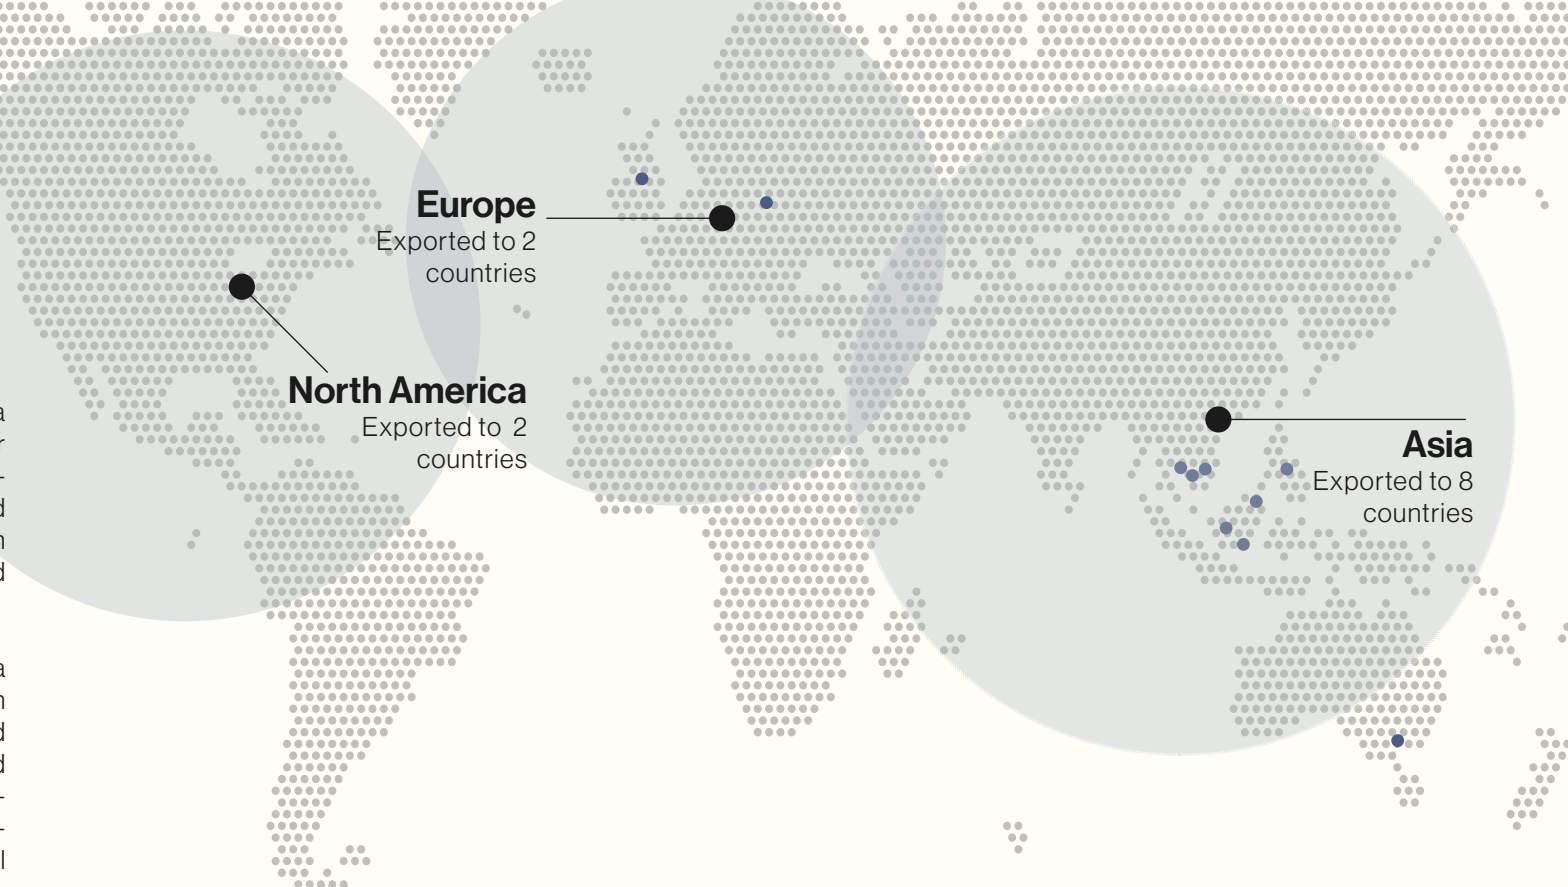 Europe
Exported to 2
countries
North America
Exported to 2
countries
Asia
Exported to 8
countries
a
r
-
d
n
d
a
n
d
d
-
-
l